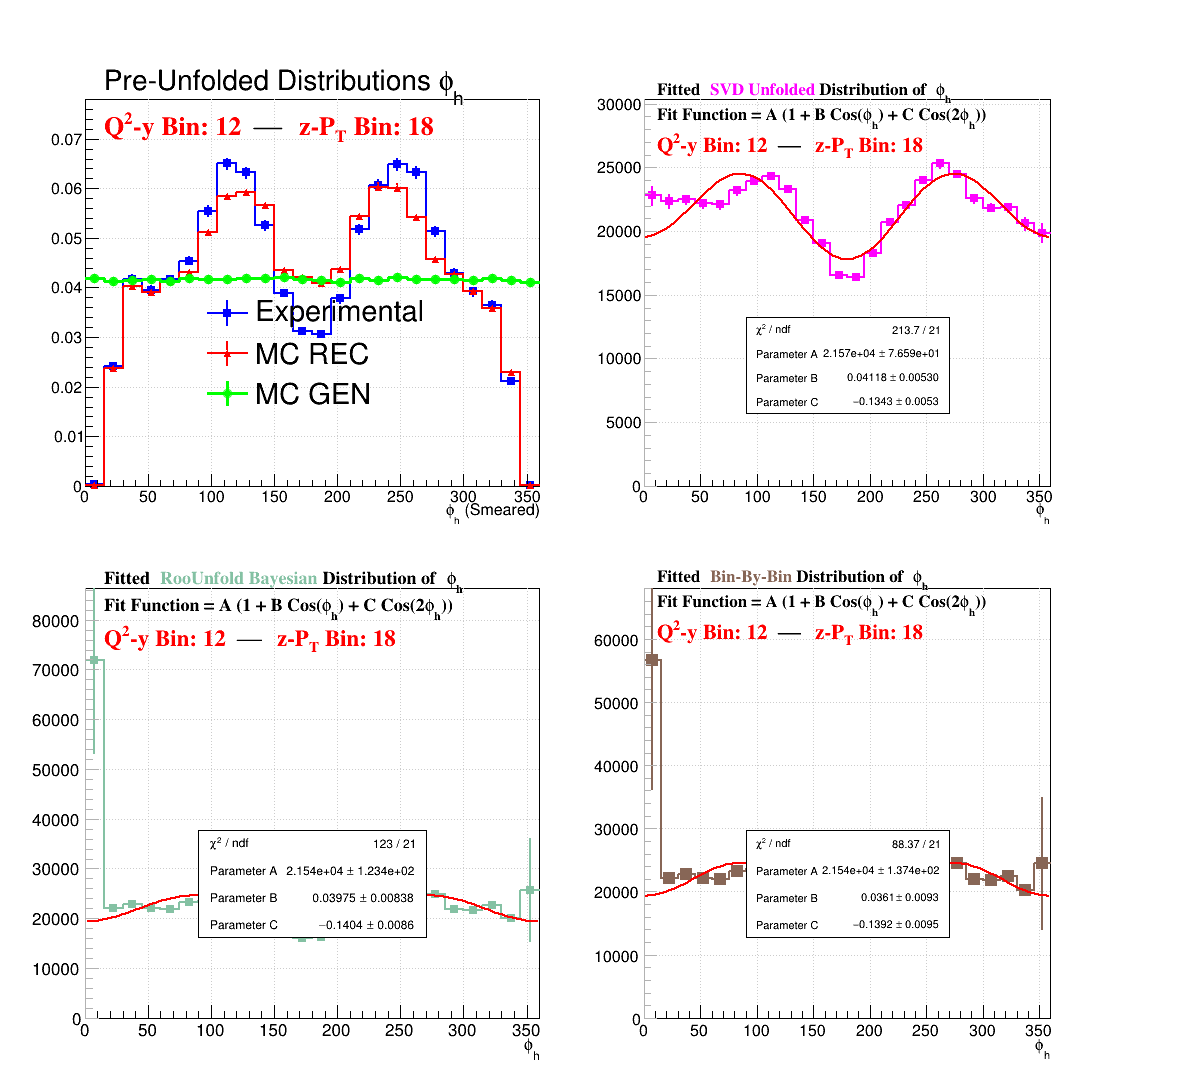 Pre-Unfolded Distributions ϕh
Q²-y Bin: 12 — z-PT Bin: 18
0.07
0.06
0.05
0.04
0.03
0.02
0.01
0
Experimental
MC REC
MC GEN
0 50 100 150 200 250 300 350
ϕh (Smeared)
Fitted SVD Unfolded Distribution of ϕh
Fit Function = A (1 + B Cos(ϕh) + C Cos(2ϕh))
Q²-y Bin: 12 — z-PT Bin: 18
30000
25000
20000
15000
10000
5000
0
χ² / ndf 213.7 / 21
Parameter A 2.157e+04 ± 7.659e+01
Parameter B 0.04118 ± 0.00530
Parameter C −0.1343 ± 0.0053
0 50 100 150 200 250 300 350
ϕh
Fitted RooUnfold Bayesian Distribution of ϕh
Fit Function = A (1 + B Cos(ϕh) + C Cos(2ϕh))
Q²-y Bin: 12 — z-PT Bin: 18
80000
70000
60000
50000
40000
30000
20000
10000
0
χ² / ndf 123 / 21
Parameter A 2.154e+04 ± 1.234e+02
Parameter B 0.03975 ± 0.00838
Parameter C −0.1404 ± 0.0086
0 50 100 150 200 250 300 350
ϕh
Fitted Bin-By-Bin Distribution of ϕh
Fit Function = A (1 + B Cos(ϕh) + C Cos(2ϕh))
Q²-y Bin: 12 — z-PT Bin: 18
60000
50000
40000
30000
20000
10000
0
χ² / ndf 88.37 / 21
Parameter A 2.154e+04 ± 1.374e+02
Parameter B 0.0361 ± 0.0093
Parameter C −0.1392 ± 0.0095
0 50 100 150 200 250 300 350
ϕh